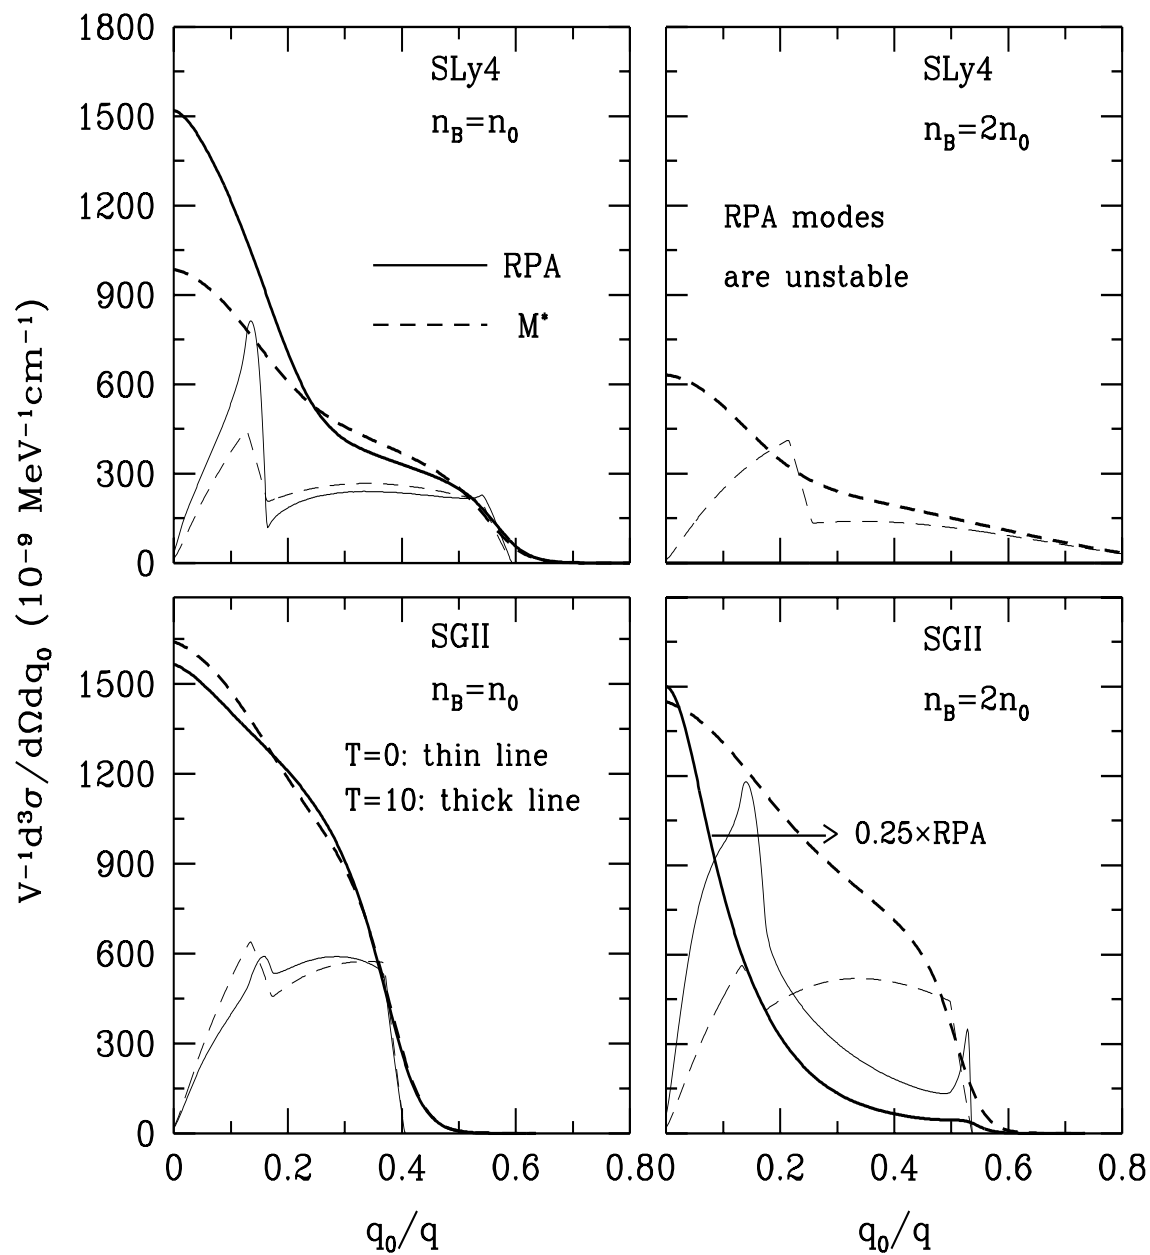 1800
1500
1200
900
600
300
0
SLy4
n_B=n_0
RPA
M*
SLy4
n_B=2n_0
RPA modes
are unstable
V⁻¹d³σ/dΩdq₀ (10⁻⁹ MeV⁻¹cm⁻¹)
1500
1200
900
600
300
0
SGII
n_B=n_0
T=0: thin line
T=10: thick line
SGII
n_B=2n_0
0.25×RPA
0 0.2 0.4 0.6 0.8 0 0.2 0.4 0.6 0.8
q₀/q q₀/q